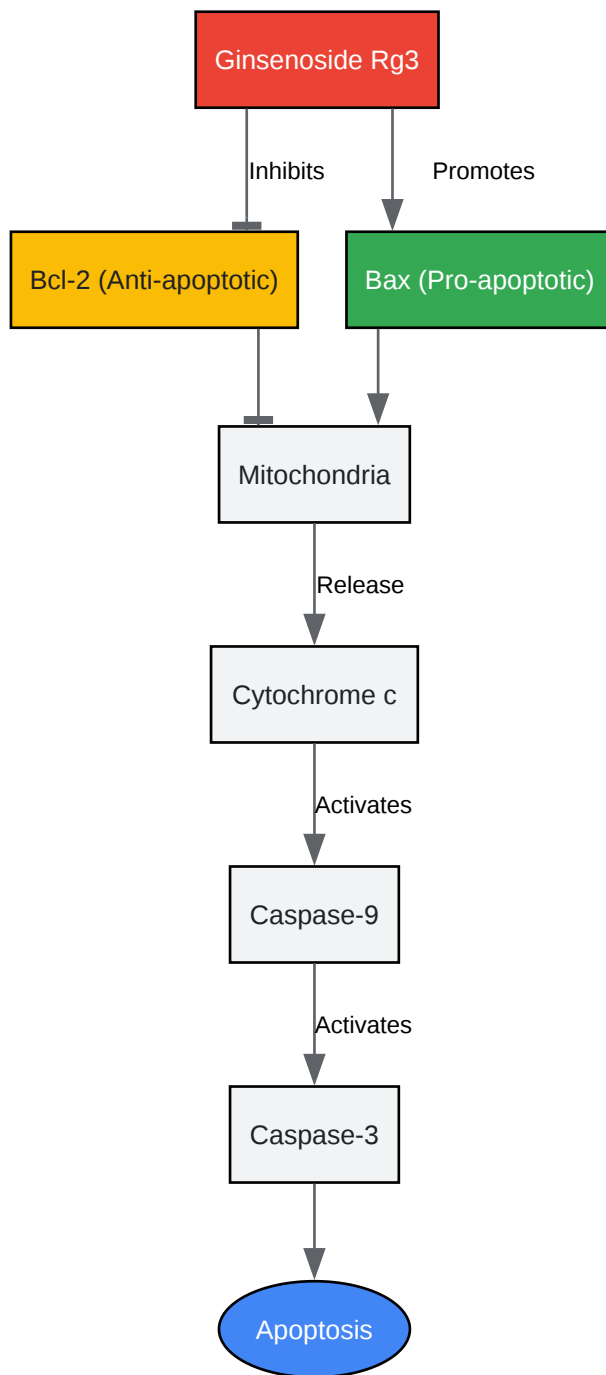 Ginsenoside Rg3
Inhibits
Promotes
Bcl-2 (Anti-apoptotic)
Bax (Pro-apoptotic)
Mitochondria
Release
Cytochrome c
Activates
Caspase-9
Activates
Caspase-3
Apoptosis